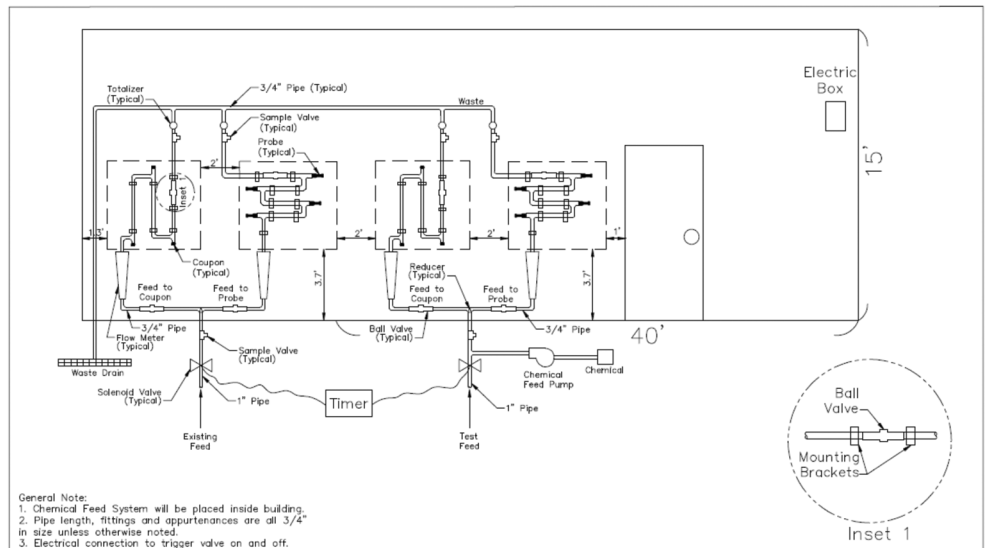 Electric
Box
15'
Totalizer
(Typical)
3/4" Pipe (Typical)
Waste
Sample Valve
(Typical)
Probe
(Typical)
2'
Inset 1
1.3'
Coupon
(Typical)
2'
2'
1'
3.7'
3.7'
Reducer
(Typical)
Feed to
Coupon
Feed to
Probe
Feed to
Coupon
Feed to
Probe
3/4" Pipe
Flow Meter
(Typical)
Ball Valve
(Typical)
3/4" Pipe
40'
Sample Valve
(Typical)
Waste Drain
Solenoid Valve
(Typical)
1" Pipe
Timer
Chemical
Feed Pump
Chemical
1" Pipe
Existing
Feed
Test
Feed
Ball
Valve
Mounting
Brackets
Inset 1
General Note:
1. Chemical Feed System will be placed inside building.
2. Pipe length, fittings and appurtenances are all 3/4"
in size unless otherwise noted.
3. Electrical connection to trigger valve on and off.